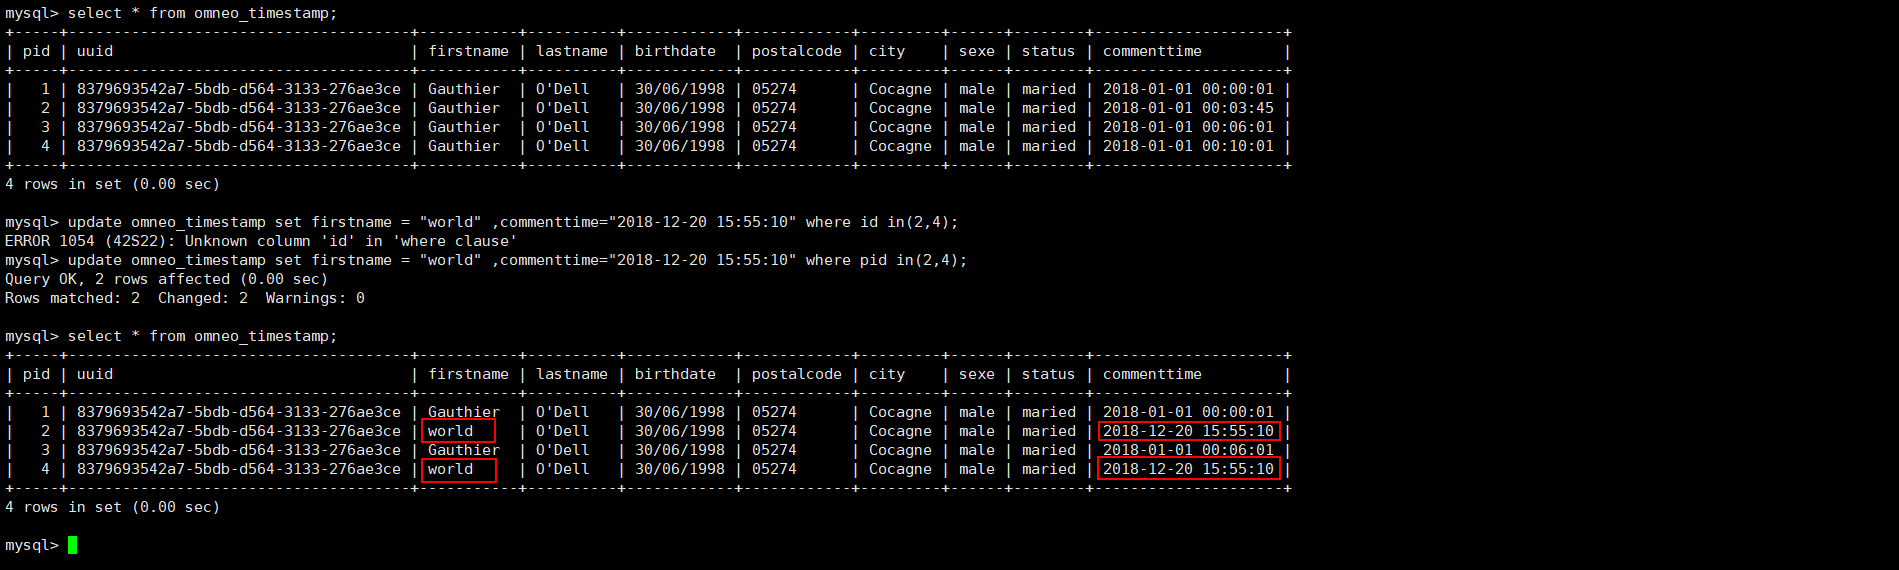 mysql> select * from omneo_timestamp;
+-----+--------------------------------------+-----------+----------+------------+------------+---------+------+--------+---------------------+
| pid | uuid                                 | firstname | lastname | birthdate  | postalcode | city    | sexe | status | commenttime         |
+-----+--------------------------------------+-----------+----------+------------+------------+---------+------+--------+---------------------+
|   1 | 8379693542a7-5bdb-d564-3133-276ae3ce | Gauthier  | O'Dell   | 30/06/1998 | 05274      | Cocagne | male | maried | 2018-01-01 00:00:01 |
|   2 | 8379693542a7-5bdb-d564-3133-276ae3ce | Gauthier  | O'Dell   | 30/06/1998 | 05274      | Cocagne | male | maried | 2018-01-01 00:03:45 |
|   3 | 8379693542a7-5bdb-d564-3133-276ae3ce | Gauthier  | O'Dell   | 30/06/1998 | 05274      | Cocagne | male | maried | 2018-01-01 00:06:01 |
|   4 | 8379693542a7-5bdb-d564-3133-276ae3ce | Gauthier  | O'Dell   | 30/06/1998 | 05274      | Cocagne | male | maried | 2018-01-01 00:10:01 |
+-----+--------------------------------------+-----------+----------+------------+------------+---------+------+--------+---------------------+
4 rows in set (0.00 sec)
mysql> update omneo_timestamp set firstname = "world" ,commenttime="2018-12-20 15:55:10" where id in(2,4);
ERROR 1054 (42S22): Unknown column 'id' in 'where clause'
mysql> update omneo_timestamp set firstname = "world" ,commenttime="2018-12-20 15:55:10" where pid in(2,4);
Query OK, 2 rows affected (0.00 sec)
Rows matched: 2  Changed: 2  Warnings: 0
mysql> select * from omneo_timestamp;
+-----+--------------------------------------+-----------+----------+------------+------------+---------+------+--------+---------------------+
| pid | uuid                                 | firstname | lastname | birthdate  | postalcode | city    | sexe | status | commenttime         |
+-----+--------------------------------------+-----------+----------+------------+------------+---------+------+--------+---------------------+
|   1 | 8379693542a7-5bdb-d564-3133-276ae3ce | Gauthier  | O'Dell   | 30/06/1998 | 05274      | Cocagne | male | maried | 2018-01-01 00:00:01 |
|   2 | 8379693542a7-5bdb-d564-3133-276ae3ce | world     | O'Dell   | 30/06/1998 | 05274      | Cocagne | male | maried | 2018-12-20 15:55:10 |
|   3 | 8379693542a7-5bdb-d564-3133-276ae3ce | Gauthier  | O'Dell   | 30/06/1998 | 05274      | Cocagne | male | maried | 2018-01-01 00:06:01 |
|   4 | 8379693542a7-5bdb-d564-3133-276ae3ce | world     | O'Dell   | 30/06/1998 | 05274      | Cocagne | male | maried | 2018-12-20 15:55:10 |
+-----+--------------------------------------+-----------+----------+------------+------------+---------+------+--------+---------------------+
4 rows in set (0.00 sec)
mysql>